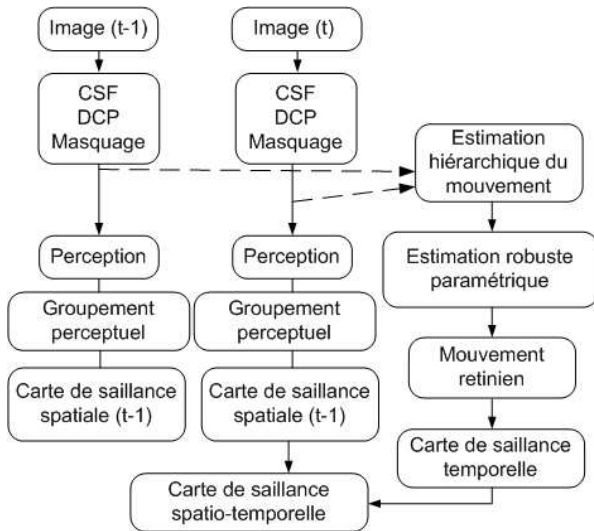 Image (t-1)
CSF
DCP
Masquage
Perception
Groupement
perceptuel
Carte de saillance
spatiale (t-1)
Image (t)
CSF
DCP
Masquage
Perception
Groupement
perceptuel
Carte de saillance
spatiale (t-1)
Estimation
hiérarchique du
mouvement
Estimation robuste
paramétrique
Mouvement
retinien
Carte de saillance
temporelle
Carte de saillance
spatio-temporelle